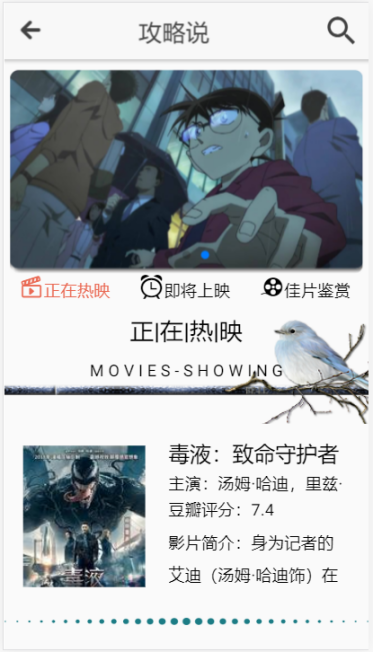 攻略说
正在热映
即将上映
佳片鉴赏
正|在|热|映
MOVIES-SHOWING
毒液：致命守护者
主演：汤姆·哈迪，里兹·
豆瓣评分：7.4
影片简介：身为记者的
艾迪（汤姆·哈迪饰）在
毒液